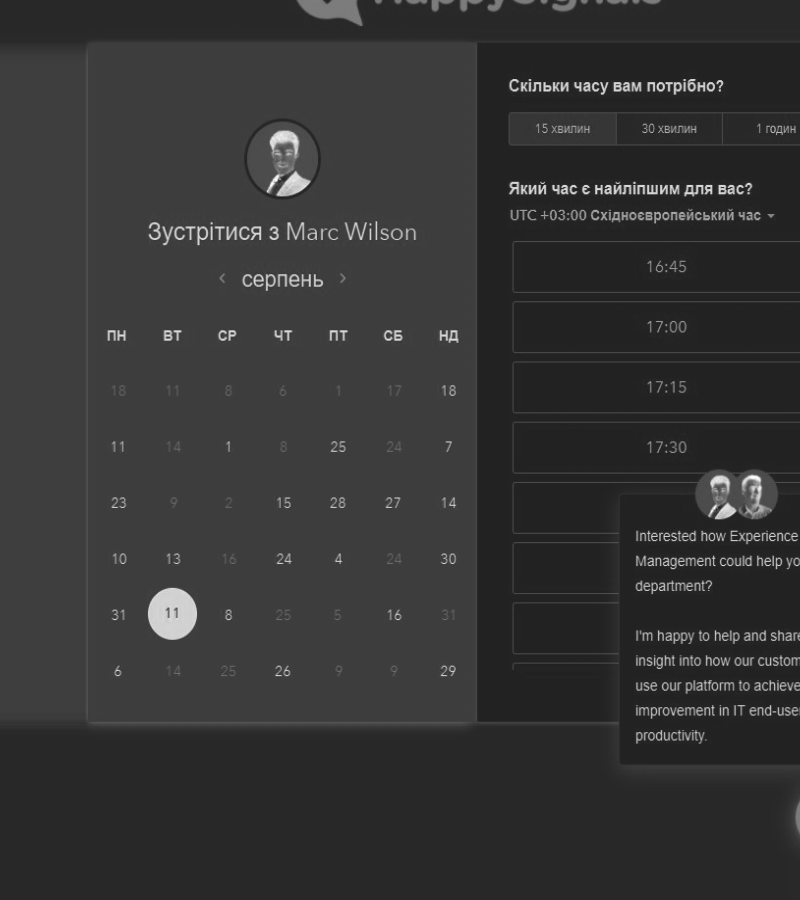 HappySignals
Зустрітися з Marc Wilson
серпень
ПН ВТ СР ЧТ ПТ СБ НД
18 11 8 6 1 17 18
11 14 1 8 25 24 7
23 9 2 15 28 27 14
10 13 16 24 4 24 30
31 11 8 25 5 16 31
6 14 25 26 9 9 29
Скільки часу вам потрібно?
15 хвилин 30 хвилин 1 годин
Який час є найліпшим для вас?
UTC +03:00 Східноєвропейський час
16:45
17:00
17:15
17:30
Interested how Experience
Management could help yo
department?
I'm happy to help and share
insight into how our custom
use our platform to achieve
improvement in IT end-use
productivity.